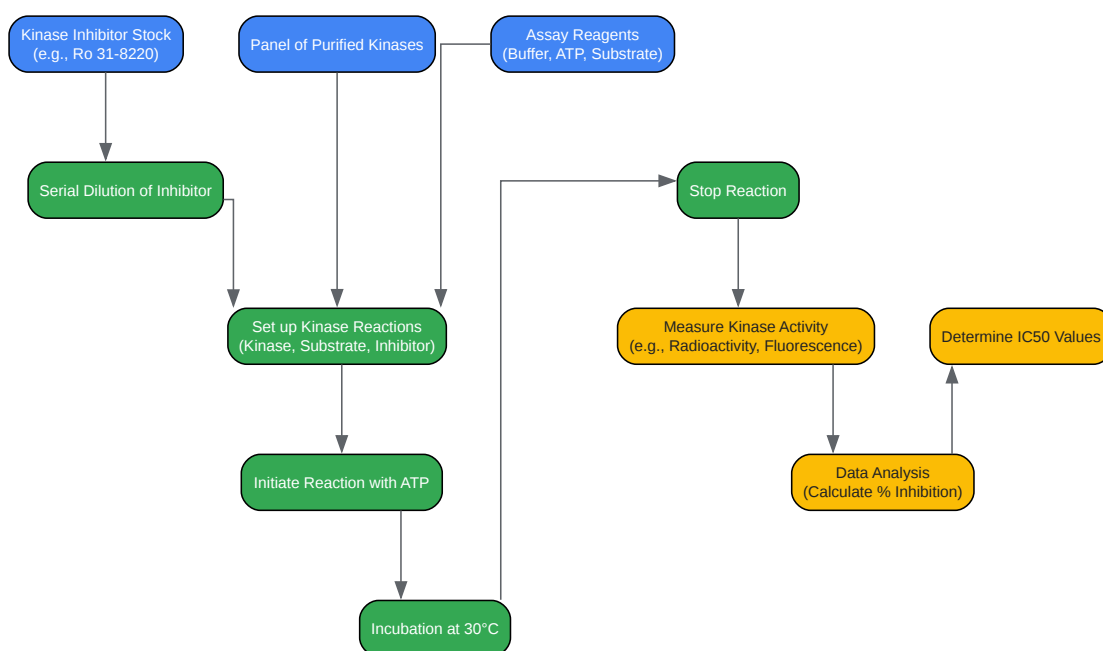 Kinase Inhibitor Stock
(e.g., Ro 31-8220)
Panel of Purified Kinases
Assay Reagents
(Buffer, ATP, Substrate)
Serial Dilution of Inhibitor
Stop Reaction
Set up Kinase Reactions
(Kinase, Substrate, Inhibitor)
Measure Kinase Activity
(e.g., Radioactivity, Fluorescence)
Determine IC50 Values
Initiate Reaction with ATP
Data Analysis
(Calculate % Inhibition)
Incubation at 30°C